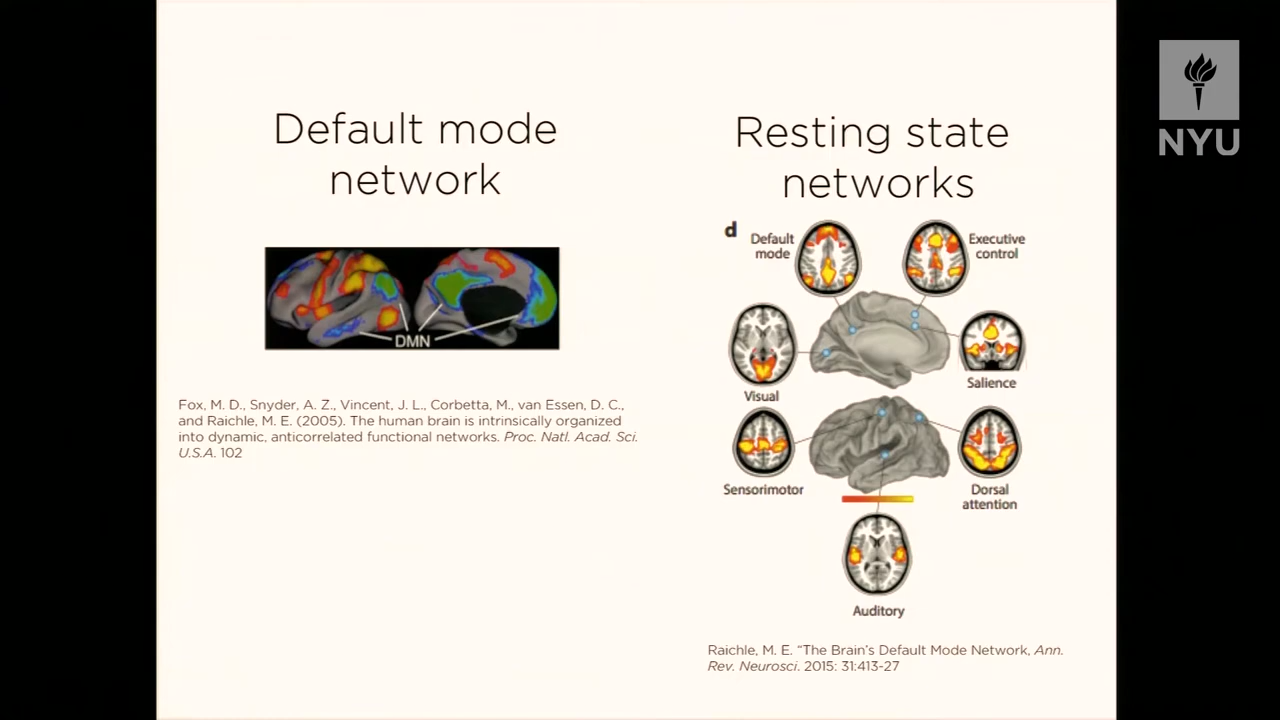 Default mode
network
DMN
Fox, M. D., Snyder, A. Z., Vincent, J. L., Corbetta, M., van Essen, D. C.,
and Raichle, M. E. (2005). The human brain is intrinsically organized
into dynamic, anticorrelated functional networks. Proc. Natl. Acad. Sci.
U.S.A. 102
Resting state
networks
d
Default
mode
Executive
control
Visual
Salience
Sensorimotor
Dorsal
attention
Auditory
Raichle, M. E. “The Brain’s Default Mode Network, Ann.
Rev. Neurosci. 2015: 31:413-27
NYU